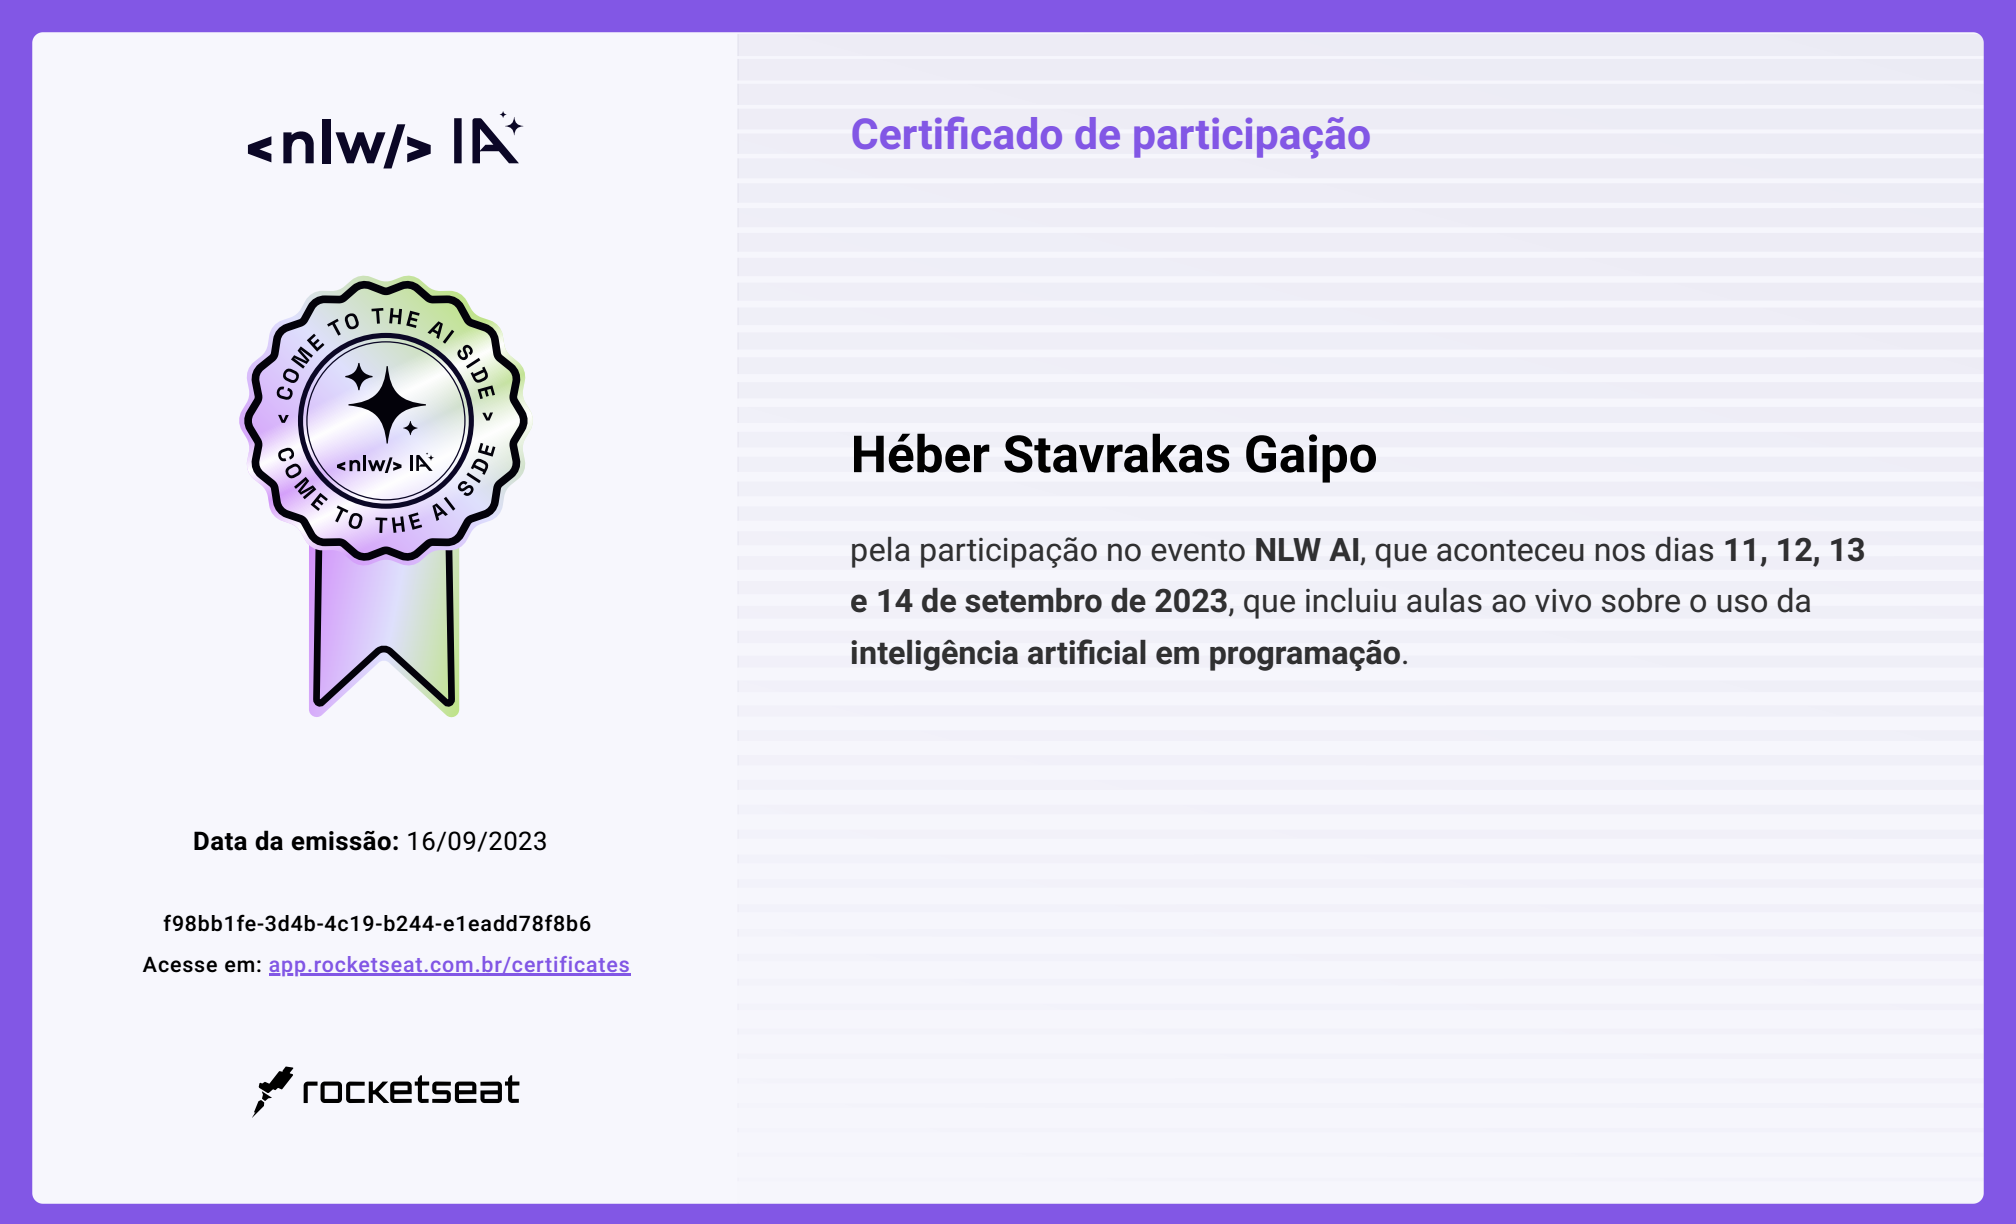 <nlw/> IA
COME TO THE AI SIDE
<nlw/> IA
COME TO THE AI SIDE
Data da emissão: 16/09/2023
f98bb1fe-3d4b-4c19-b244-e1eadd78f8b6
Acesse em: app.rocketseat.com.br/certificates
rocketseat
Certificado de participação
Héber Stavrakas Gaipo
pela participação no evento NLW AI, que aconteceu nos dias 11, 12, 13
e 14 de setembro de 2023, que incluiu aulas ao vivo sobre o uso da
inteligência artificial em programação.